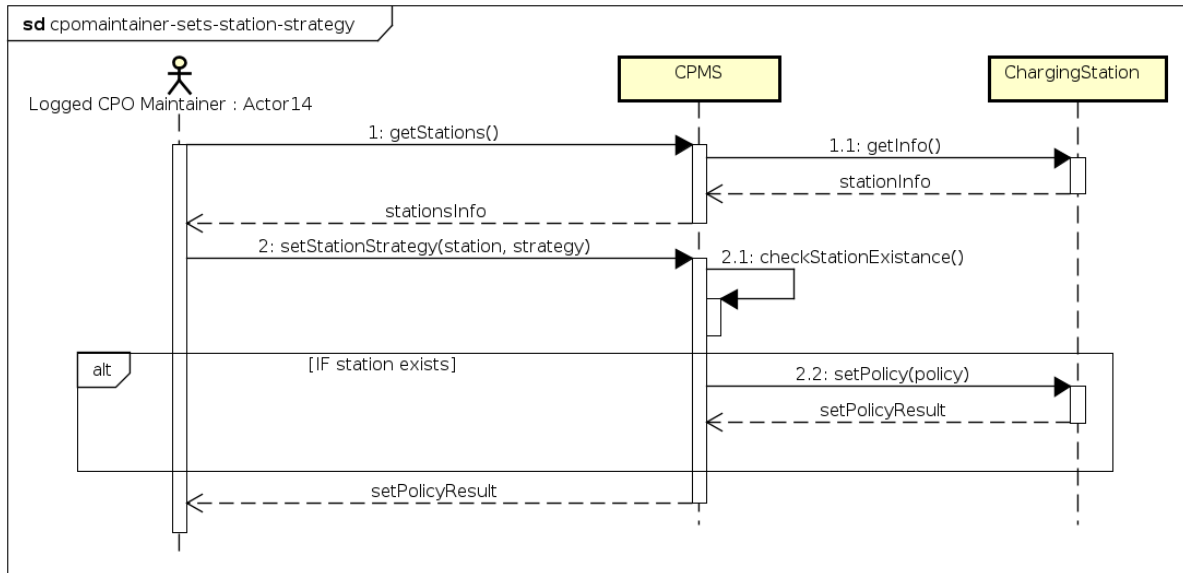 sd cpomaintainer-sets-station-strategy
Logged CPO Maintainer : Actor14
CPMS
ChargingStation
1: getStations()
1.1: getInfo()
stationInfo
stationsInfo
2: setStationStrategy(station, strategy)
2.1: checkStationExistance()
alt
[IF station exists]
2.2: setPolicy(policy)
setPolicyResult
setPolicyResult